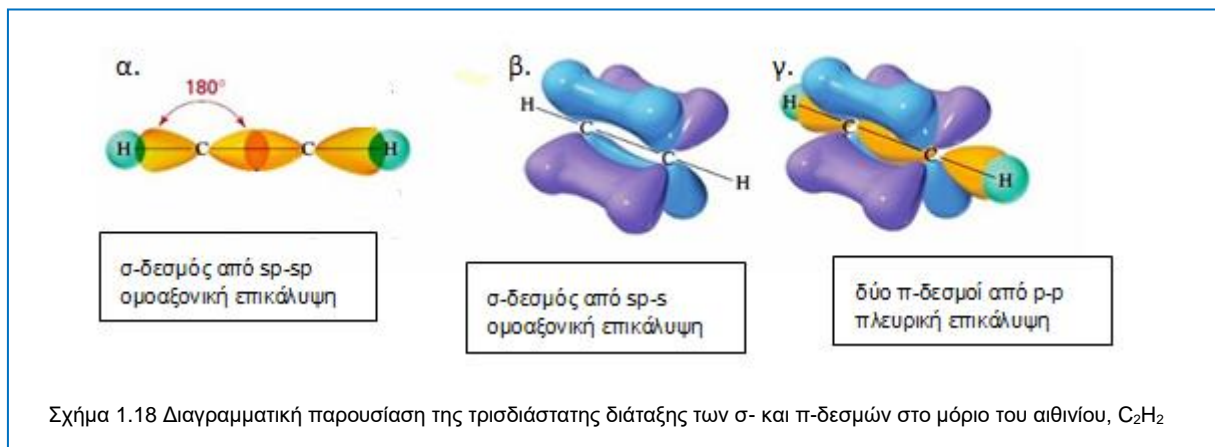 α.
180°
H C C H
β.
H
C
C
H
γ.
H
C
C
H
σ-δεσμός από sp-sp
ομοαξονική επικάλυψη
σ-δεσμός από sp-s
ομοαξονική επικάλυψη
δύο π-δεσμοί από p-p
πλευρική επικάλυψη
Σχήμα 1.18 Διαγραμματική παρουσίαση της τρισδιάστατης διάταξης των σ- και π-δεσμών στο μόριο του αιθινίου, C₂H₂